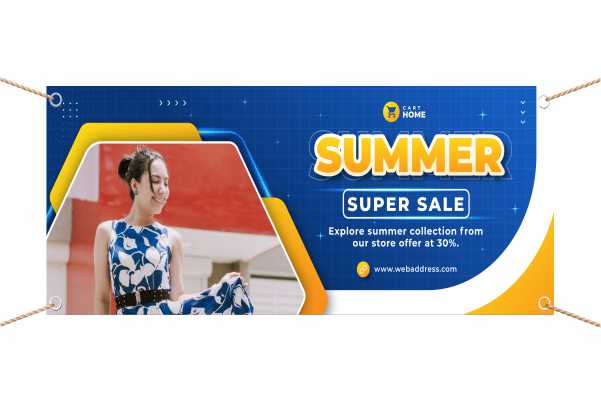 CART
HOME
SUMMER
SUPER SALE
Explore summer collection from
our store offer at 30%.
www.webaddress.com